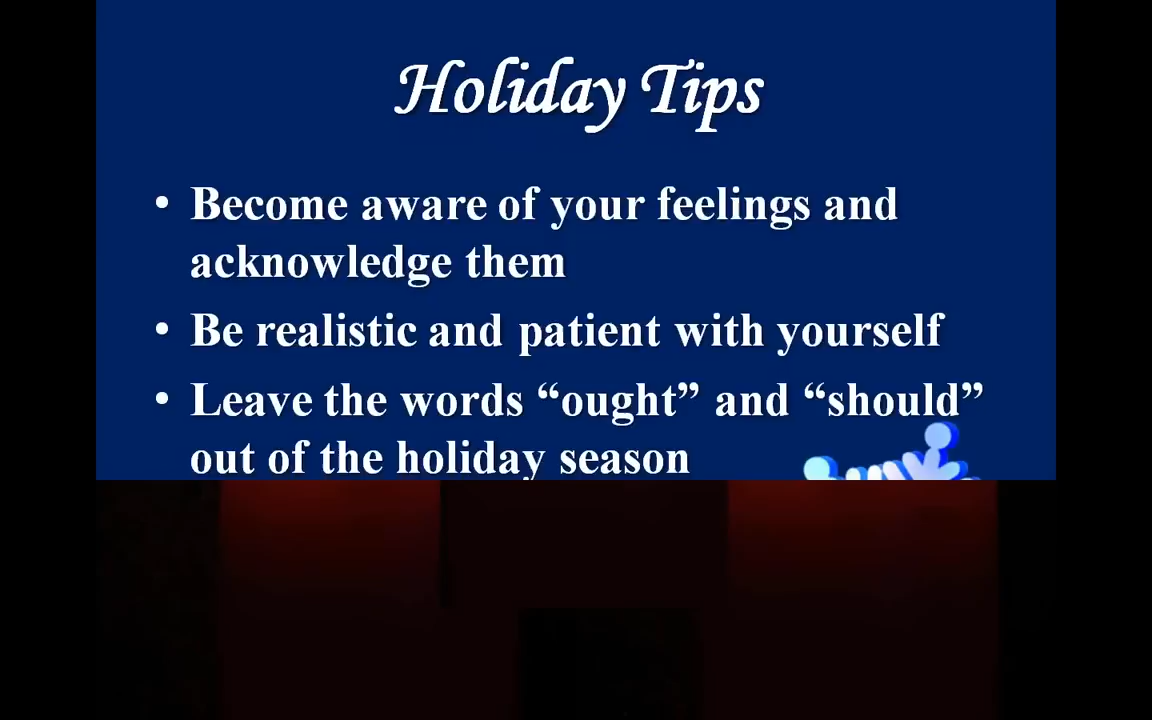 Holiday Tips
• Become aware of your feelings and
acknowledge them
• Be realistic and patient with yourself
• Leave the words “ought” and “should”
out of the holiday season